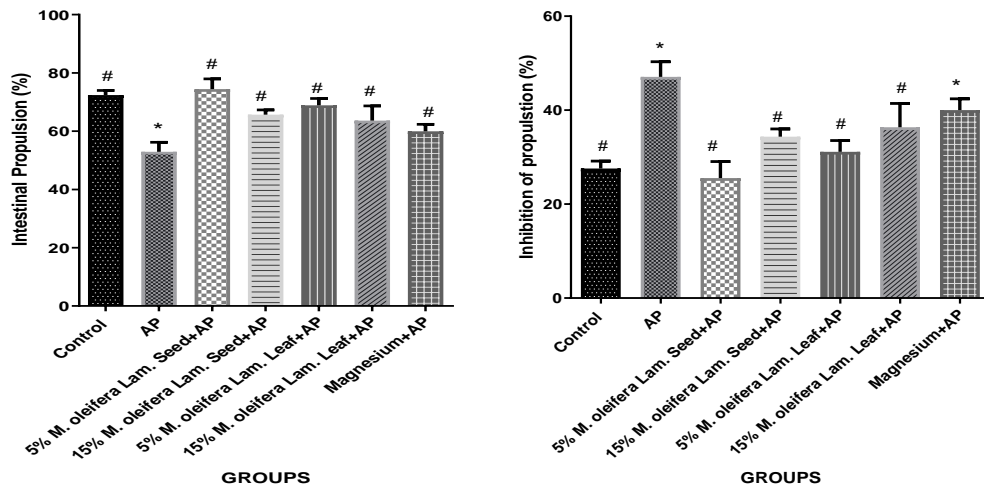 Intestinal Propulsion (%)
100
80
60
40
20
0
#
*
#
#
#
#
#
Control
AP
5% M. oleifera Lam. Seed+AP
15% M. oleifera Lam. Seed+AP
5% M. oleifera Lam. Leaf+AP
15% M. oleifera Lam. Leaf+AP
Magnesium+AP
GROUPS
Inhibition of propulstion (%)
60
40
20
0
#
*
#
#
#
#
*
Control
AP
5% M. oleifera Lam. Seed+AP
15% M. oleifera Lam. Seed+AP
5% M. oleifera Lam. Leaf+AP
15% M. oleifera Lam. Leaf+AP
Magnesium+AP
GROUPS